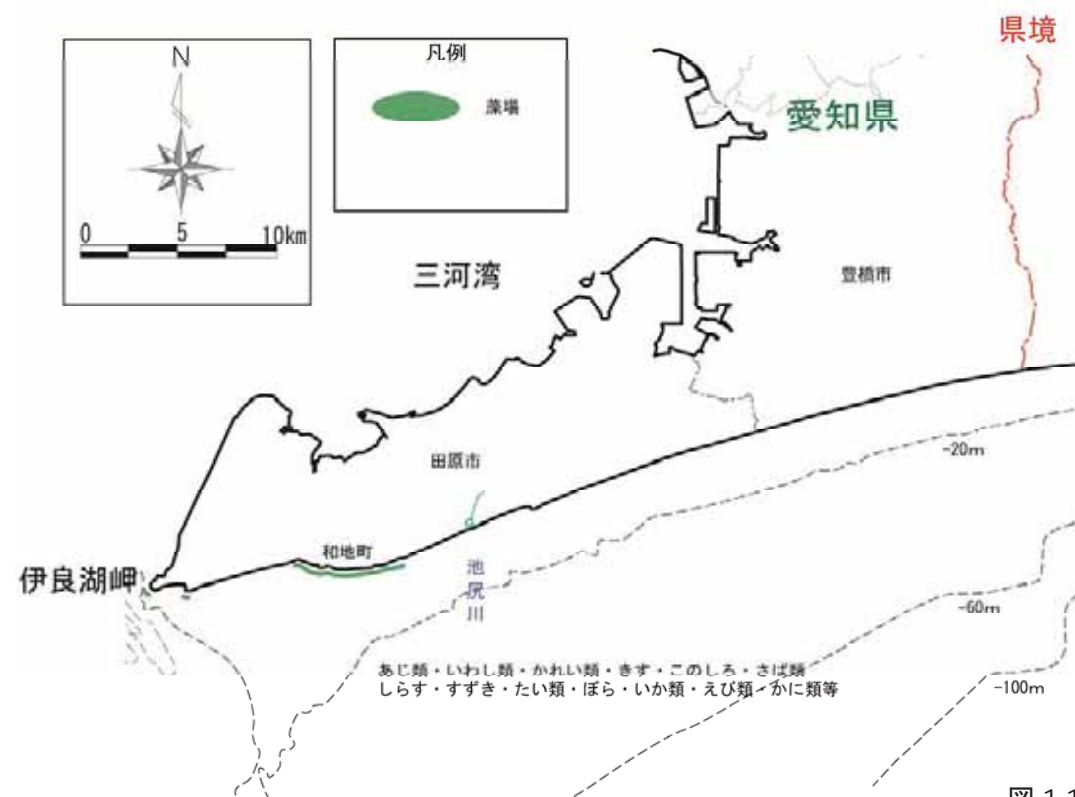 県境
N
凡例
藻場
愛知県
0 5 10km
三河湾
豊橋市
田原市
-20m
和地町
伊良湖岬
池尻川
-60m
あじ類・いわし類・かれい類・きす・このしろ・さば類
しらす・すずき・たい類・ぼら・いか類・えび類・かに類等
-100m